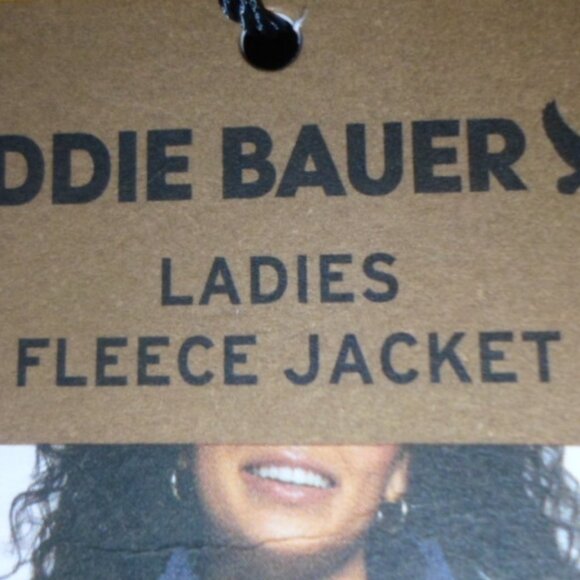 DDIE BAUER
LADIES
FLEECE JACKET